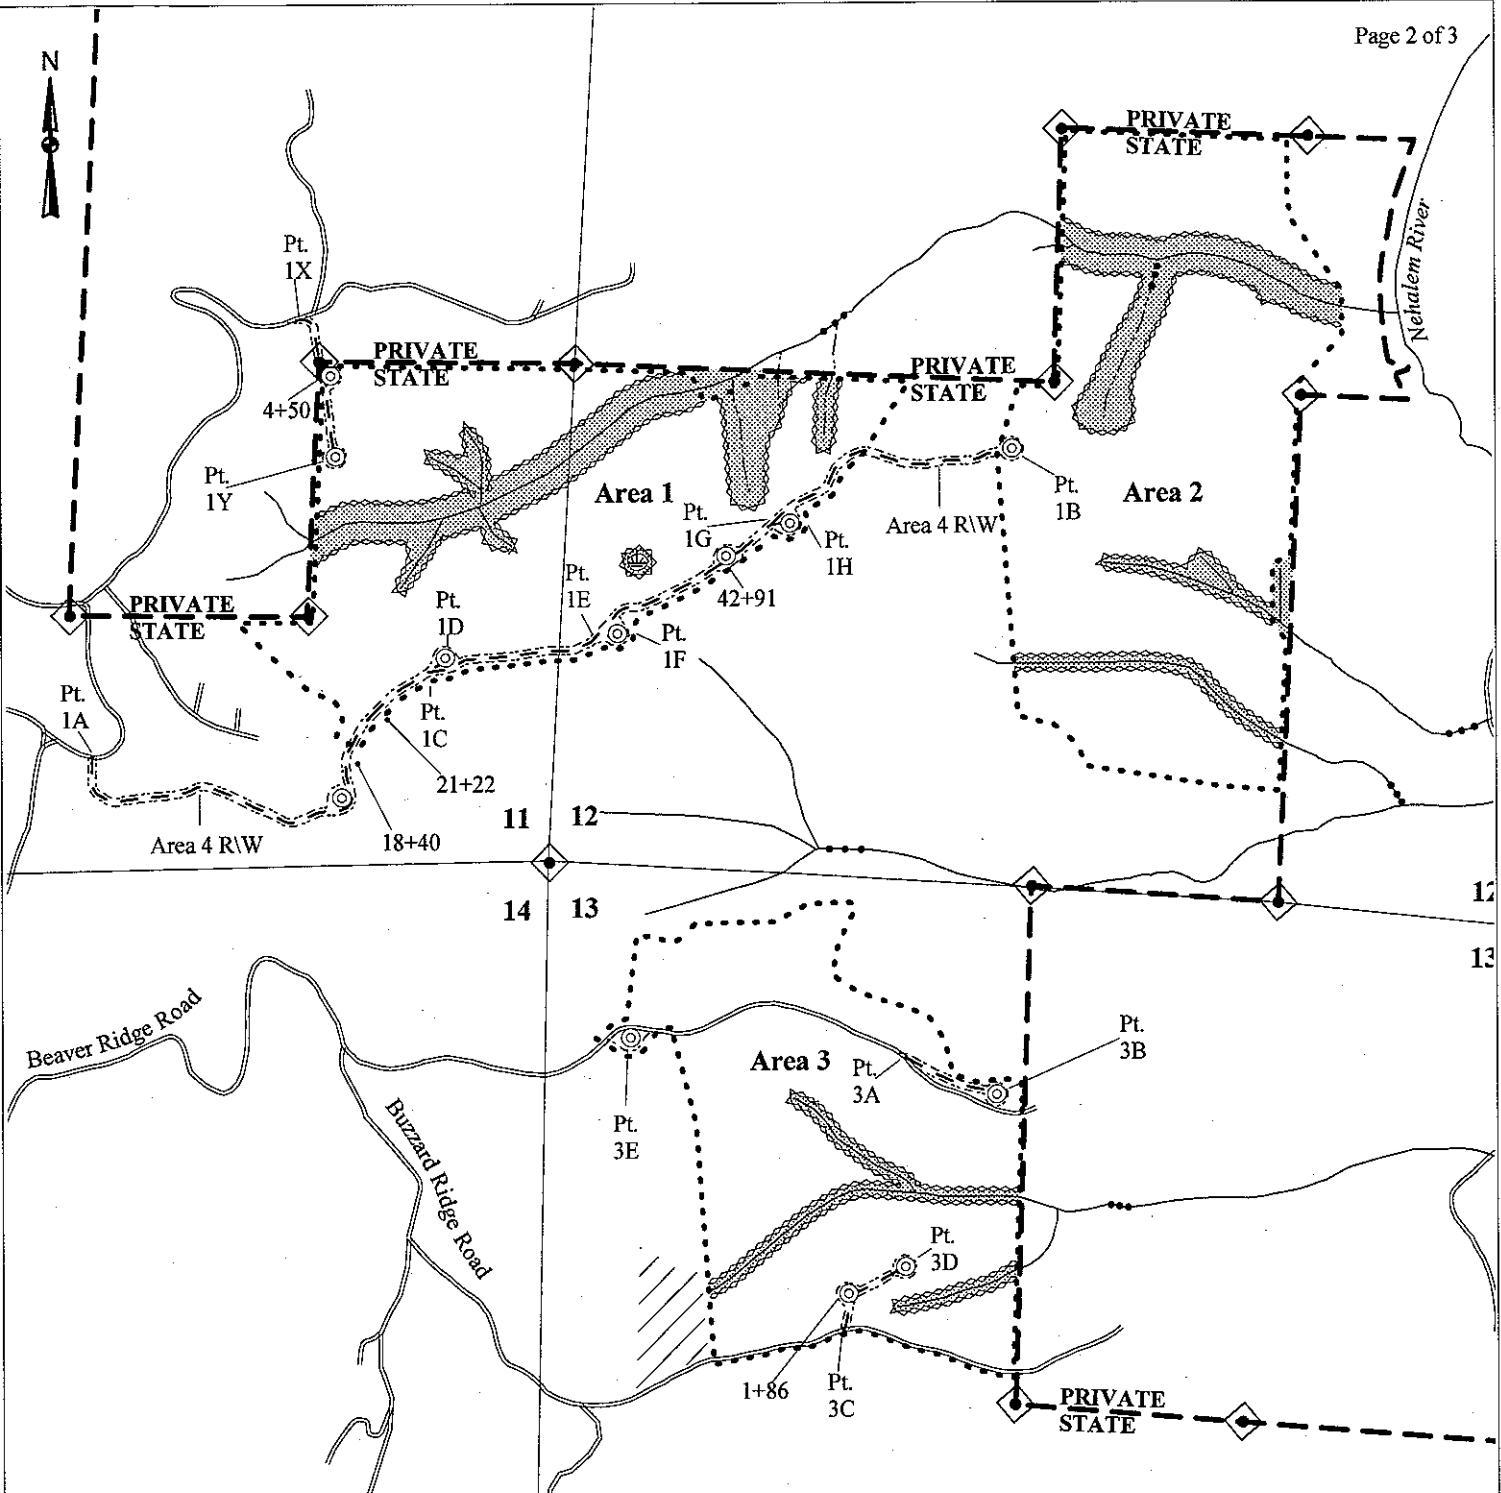 Page 2 of 3
N
PRIVATE
STATE
Nehalem River
Pt.
1X
PRIVATE
STATE
PRIVATE
STATE
4+50
Pt.
1Y
Area 1
Area 2
Pt.
1G
Pt.
1B
Area 4 R\W
Pt.
1H
Pt.
1E
42+91
PRIVATE
STATE
Pt.
1D
Pt.
1F
Pt.
1A
Pt.
1C
21+22
11
12
Area 4 R\W
18+40
14
13
12
13
Beaver Ridge Road
Pt.
3B
Area 3
Pt.
3A
Pt.
3E
Buzzard Ridge Road
Pt.
3D
1+86
Pt.
3C
PRIVATE
STATE